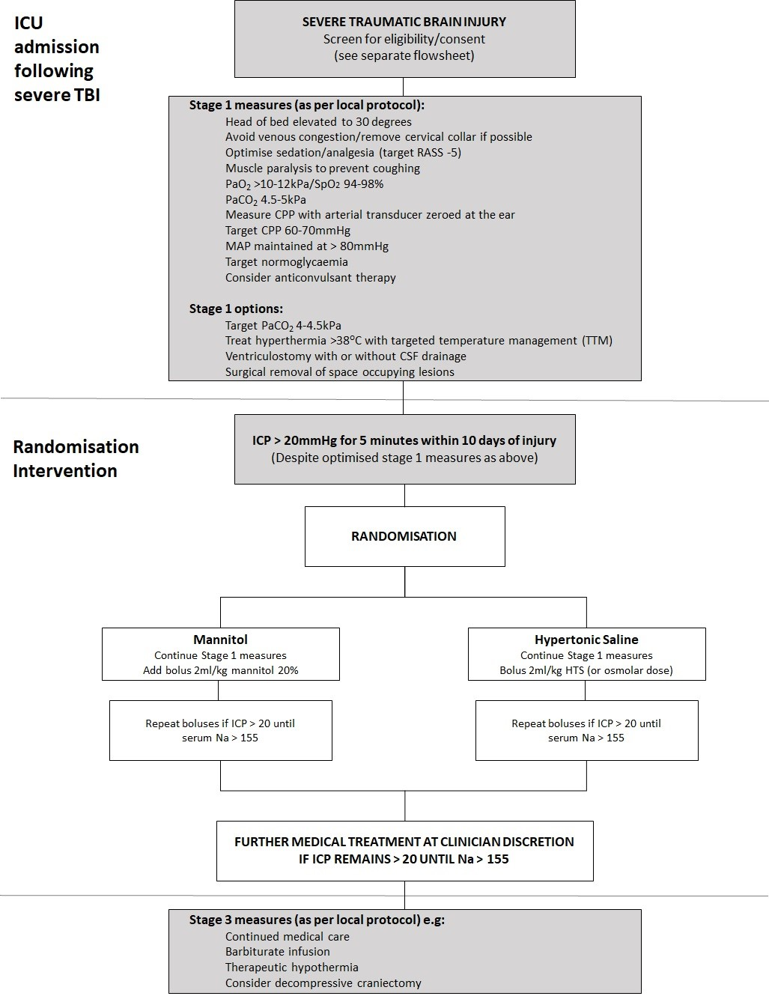 ICU
admission
following
severe TBI
SEVERE TRAUMATIC BRAIN INJURY
Screen for eligibility/consent
(see separate flowsheet)
Stage 1 measures (as per local protocol):
Head of bed elevated to 30 degrees
Avoid venous congestion/remove cervical collar if possible
Optimise sedation/analgesia (target RASS -5)
Muscle paralysis to prevent coughing
PaO₂ >10-12kPa/SpO2 94-98%
PaCO₂ 4.5-5kPa
Measure CPP with arterial transducer zeroed at the ear
Target CPP 60-70mmHg
MAP maintained at > 80mmHg
Target normoglycaemia
Consider anticonvulsant therapy
Stage 1 options:
Target PaCO₂ 4-4.5kPa
Treat hyperthermia >38°C with targeted temperature management (TTM)
Ventriculostomy with or without CSF drainage
Surgical removal of space occupying lesions
Randomisation
Intervention
ICP > 20mmHg for 5 minutes within 10 days of injury
(Despite optimised stage 1 measures as above)
RANDOMISATION
Mannitol
Continue Stage 1 measures
Add bolus 2ml/kg mannitol 20%
Repeat boluses if ICP > 20 until
serum Na > 155
Hypertonic Saline
Continue Stage 1 measures
Bolus 2ml/kg HTS (or osmolar dose)
Repeat boluses if ICP > 20 until
serum Na > 155
FURTHER MEDICAL TREATMENT AT CLINICIAN DISCRETION
IF ICP REMAINS > 20 UNTIL Na > 155
Stage 3 measures (as per local protocol) e.g:
Continued medical care
Barbiturate infusion
Therapeutic hypothermia
Consider decompressive craniectomy